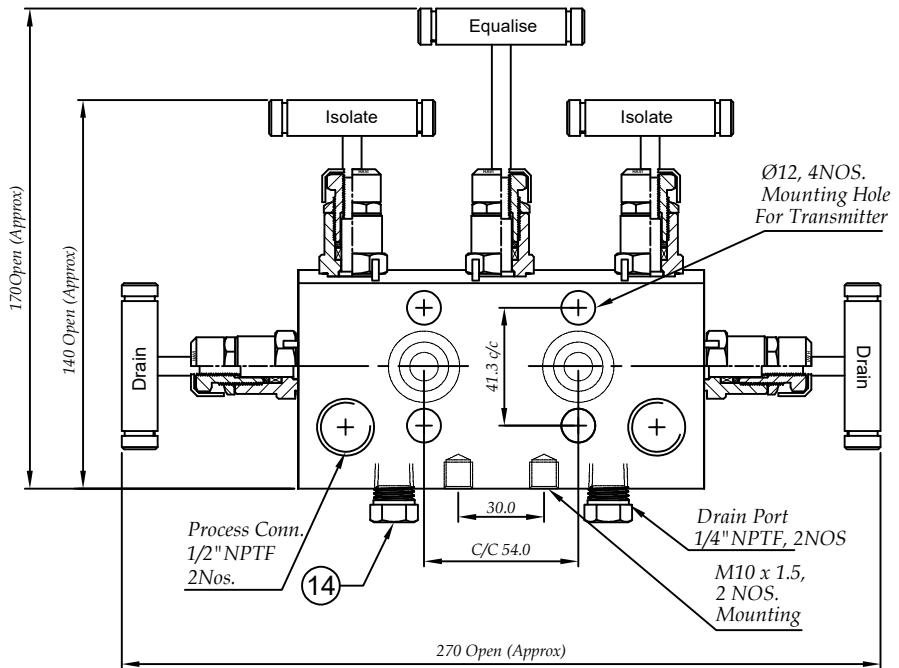 Equalise
Isolate
Isolate
Ø12, 4NOS.
Mounting Hole
For Transmitter
170Open (Approx)
140 Open (Approx)
Drain
41.3 c/c
Drain
Process Conn.
1/2"NPTF
2Nos.
14
30.0
C/C 54.0
Drain Port
1/4"NPTF, 2NOS
M10 x 1.5,
2 NOS.
Mounting
270 Open (Approx)